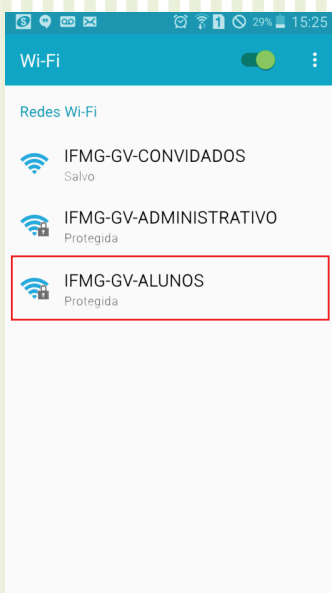 29% 15:25
Wi-Fi
Redes Wi-Fi
IFMG-GV-CONVIDADOS
Salvo
IFMG-GV-ADMINISTRATIVO
Protegida
IFMG-GV-ALUNOS
Protegida